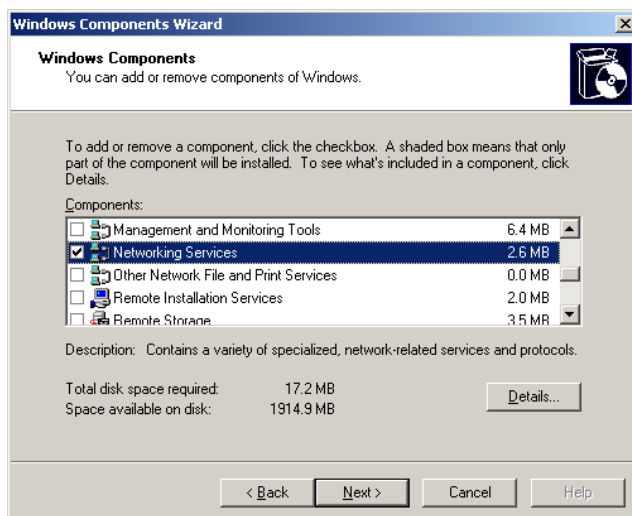 Windows Components Wizard
Windows Components
You can add or remove components of Windows.
To add or remove a component, click the checkbox. A shaded box means that only
part of the component will be installed. To see what's included in a component, click
Details.
Components:
Management and Monitoring Tools 6.4 MB
Networking Services 2.6 MB
Other Network File and Print Services 0.0 MB
Remote Installation Services 2.0 MB
Remote Storage 3.5 MB
Description: Contains a variety of specialized, network-related services and protocols.
Total disk space required: 17.2 MB
Space available on disk: 1914.9 MB
Details...
< Back Next > Cancel Help